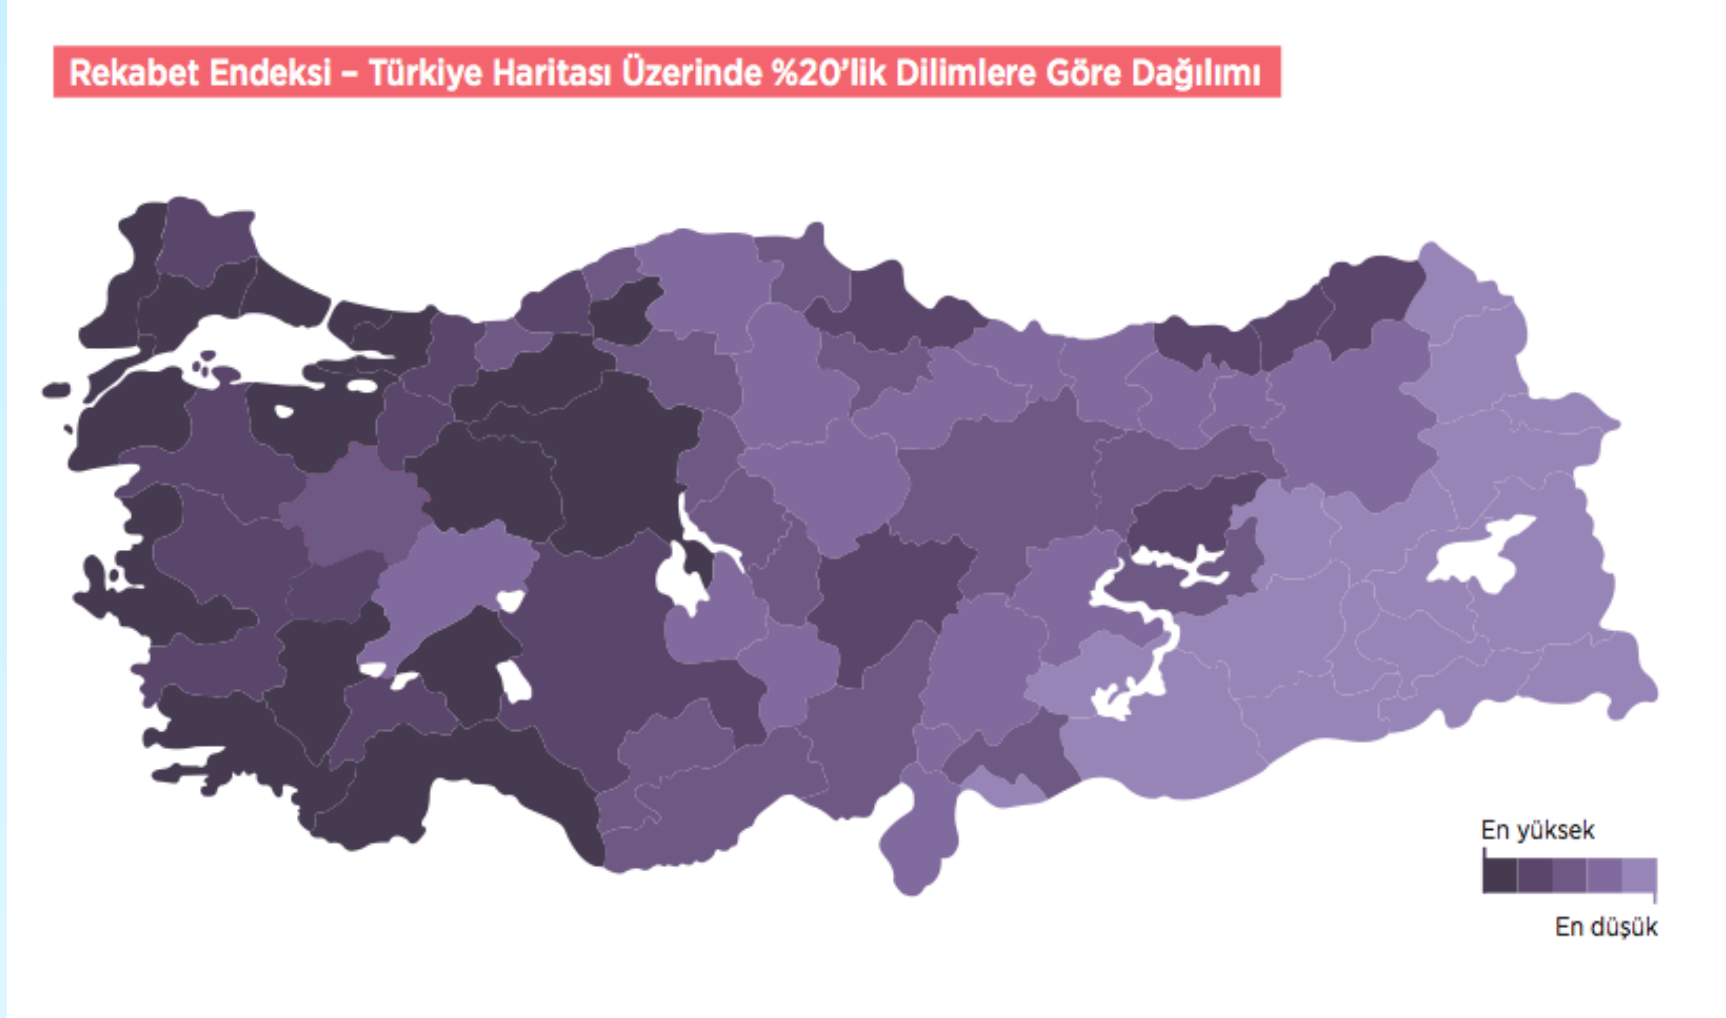 Rekabet Endeksi – Türkiye Haritası Üzerinde %20’lik Dilimlere Göre Dağılımı
En yüksek
En düşük